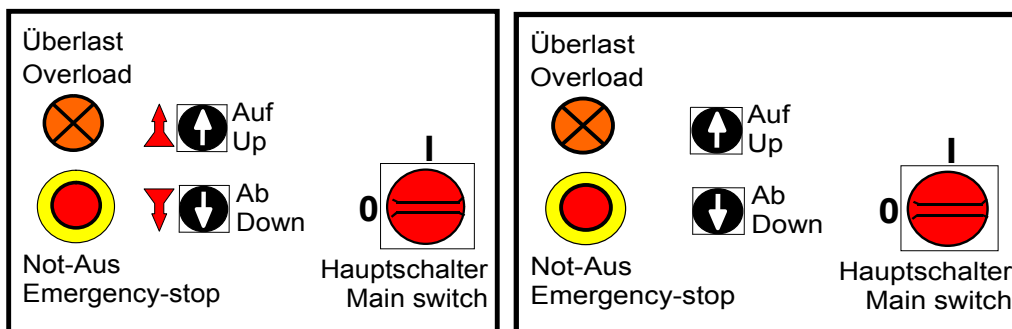 Überlast
Overload
Auf
Up
I
Ab
Down
0
Not-Aus
Emergency-stop
Hauptschalter
Main switch
Überlast
Overload
Auf
Up
I
Ab
Down
0
Not-Aus
Emergency-stop
Hauptschalter
Main switch